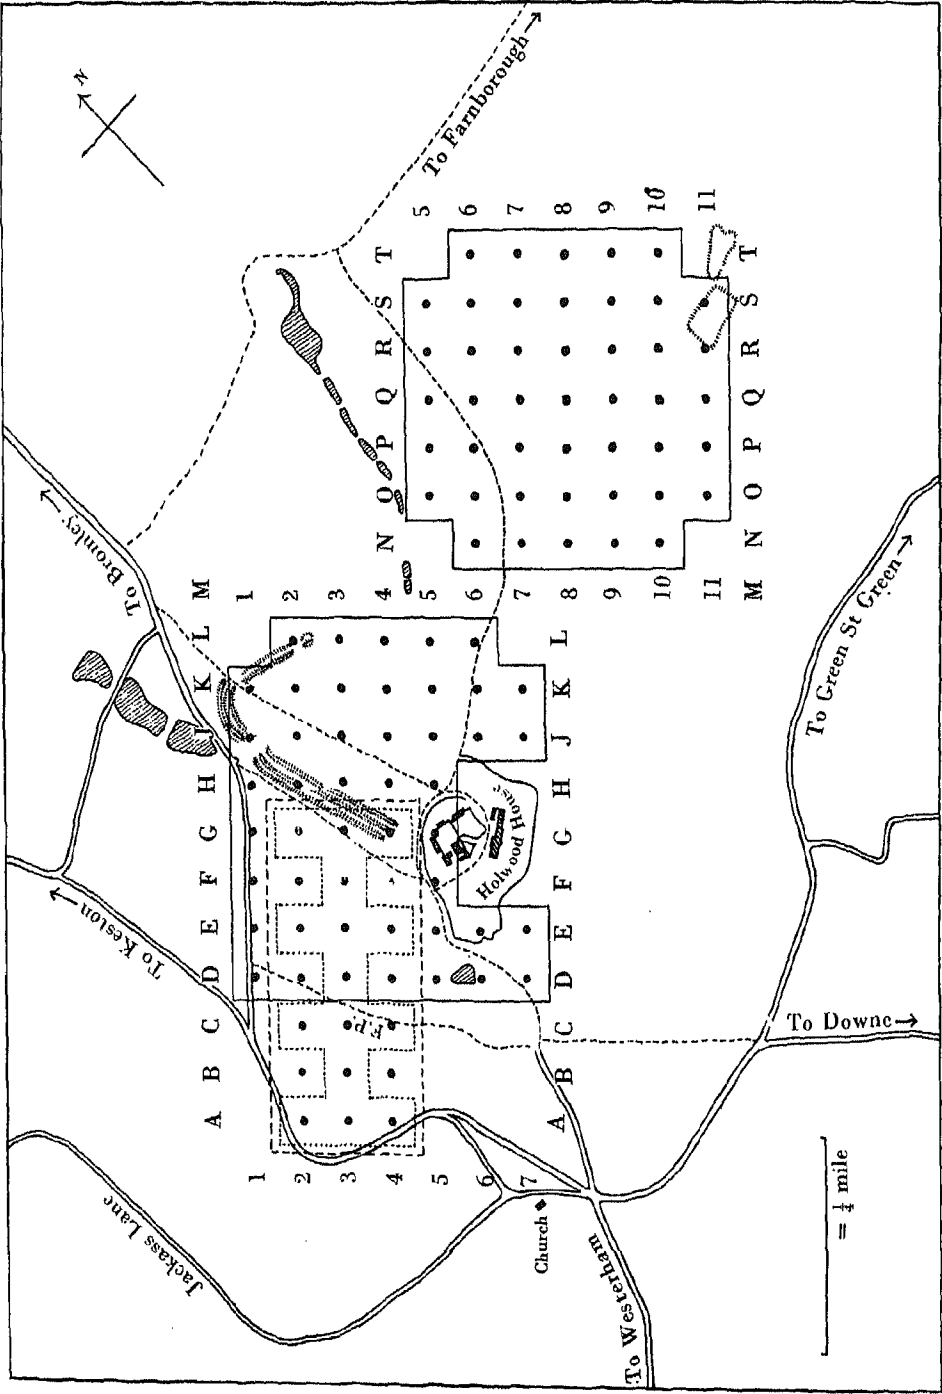 N
To Farnborough
5 6 7 8 9 10 11
T T
S S
R R
Q Q
P P
O O
N N
M 1 2 3 4 5 6 7 8 9 10 11 M
To Bromley
L L
K K
J J
H H
G G
F F
E E
D D
C C
B B
A A
1 2 3 4 5 6 7
Holwood House
F.P.
To Keston
To Green St Green
To Downe
Jackass Lane
Church
To Westerham
= ¼ mile